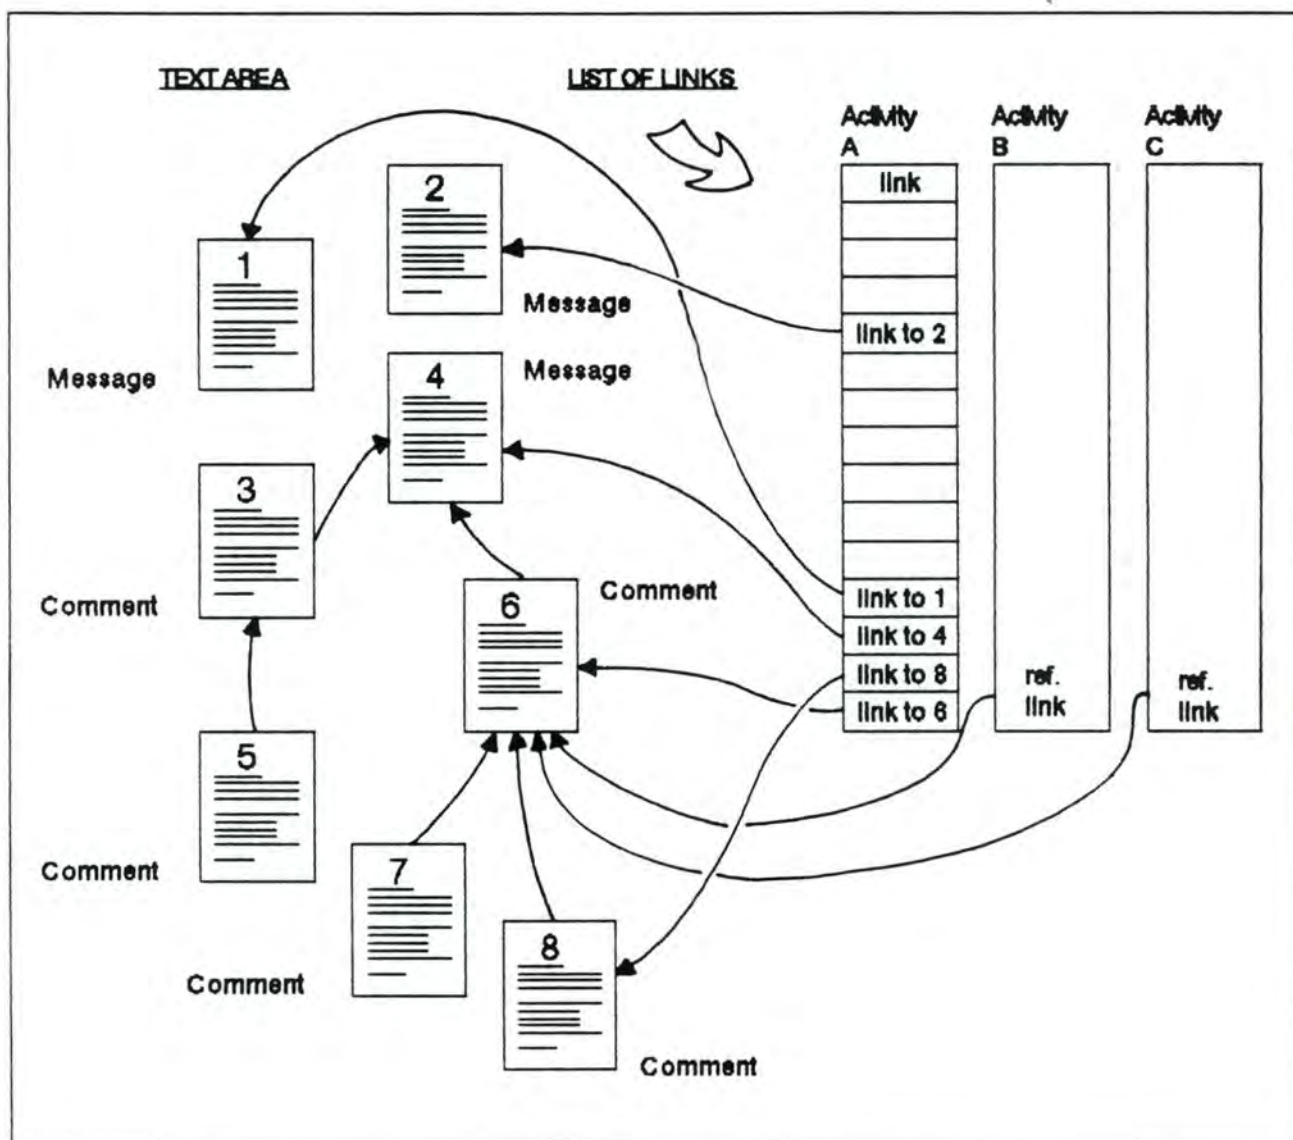 TEXT AREA
LIST OF LINKS
Activity
A
Activity
B
Activity
C
link
2
1
Message
link to 2
4
Message
Message
3
link to 1
Comment
6
Comment
link to 4
link to 8
ref.
link
ref.
link
link to 6
5
Comment
7
8
Comment
Comment